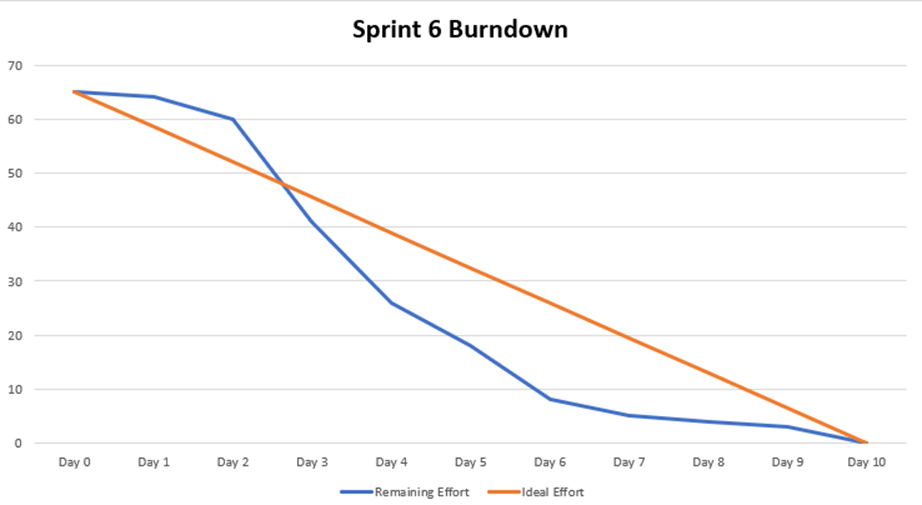 Sprint 6 Burndown
70
60
50
40
30
20
10
0
Day 0 Day 1 Day 2 Day 3 Day 4 Day 5 Day 6 Day 7 Day 8 Day 9 Day 10
Remaining Effort Ideal Effort